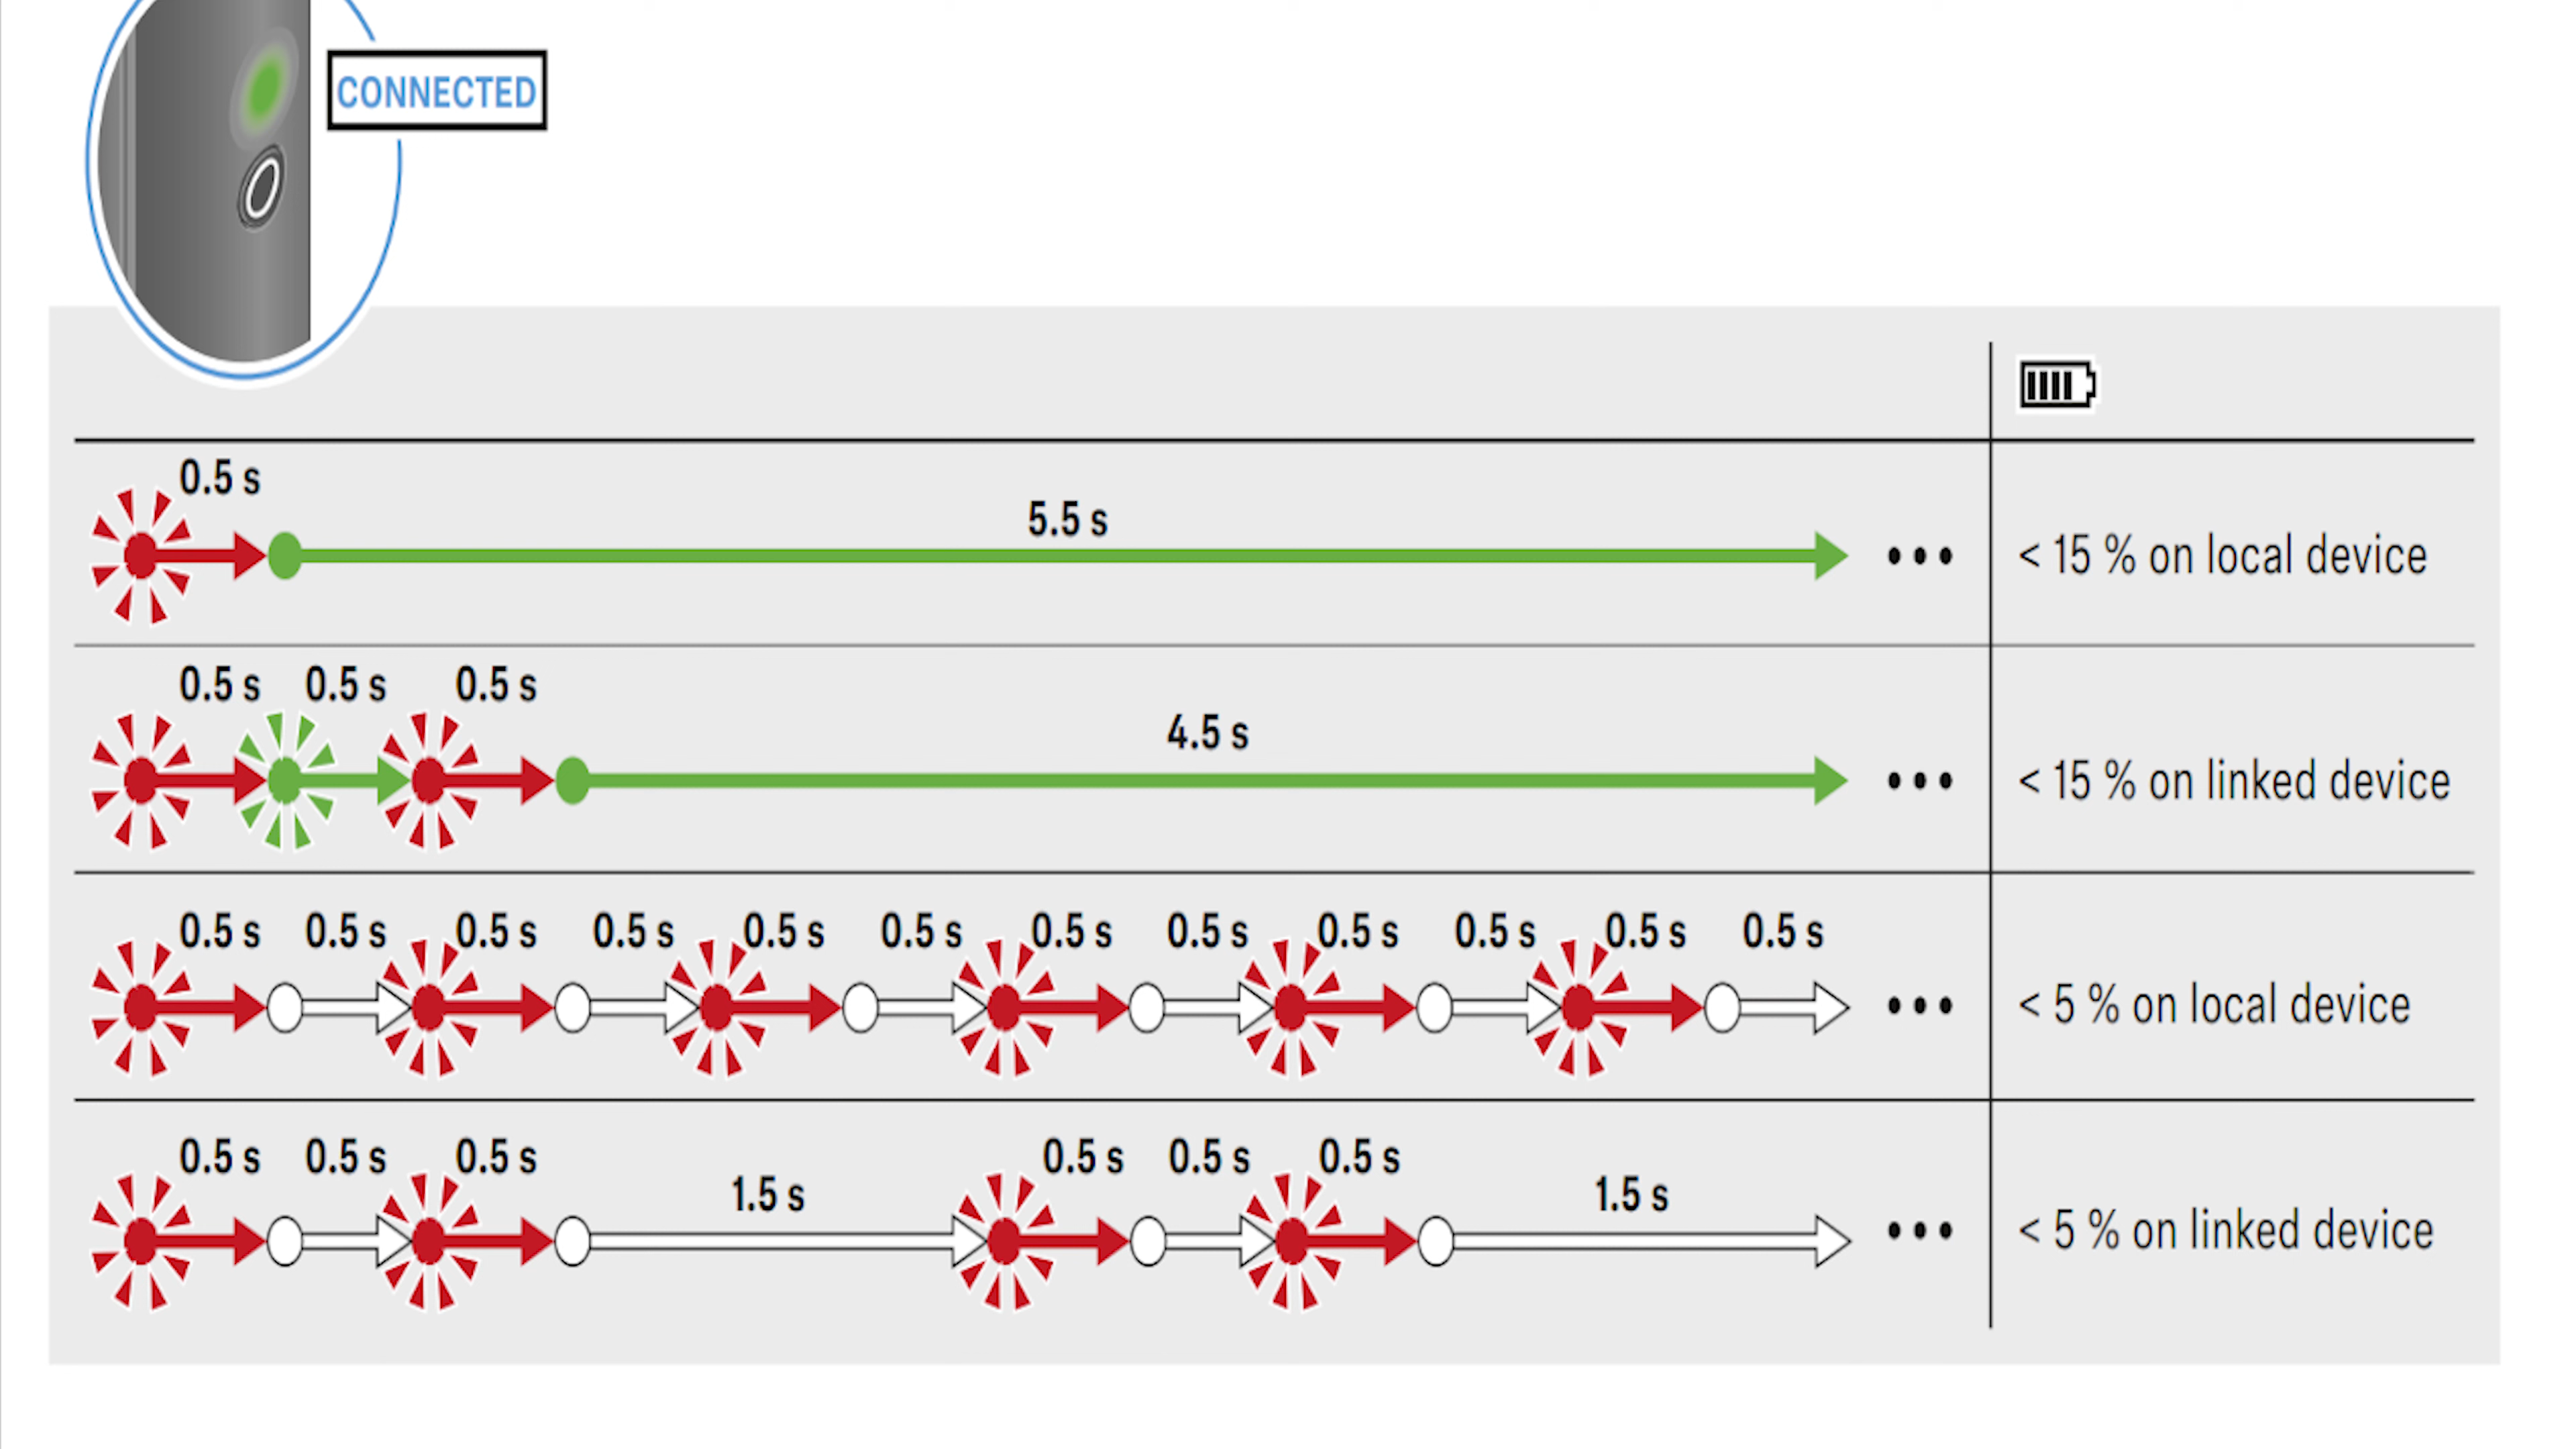 CONNECTED
0.5 s
5.5 s
< 15 % on local device
0.5 s 0.5 s 0.5 s
4.5 s
< 15 % on linked device
0.5 s 0.5 s 0.5 s 0.5 s 0.5 s 0.5 s 0.5 s 0.5 s 0.5 s 0.5 s 0.5 s 0.5 s
< 5 % on local device
0.5 s 0.5 s 0.5 s 0.5 s 0.5 s 0.5 s
1.5 s 1.5 s
< 5 % on linked device